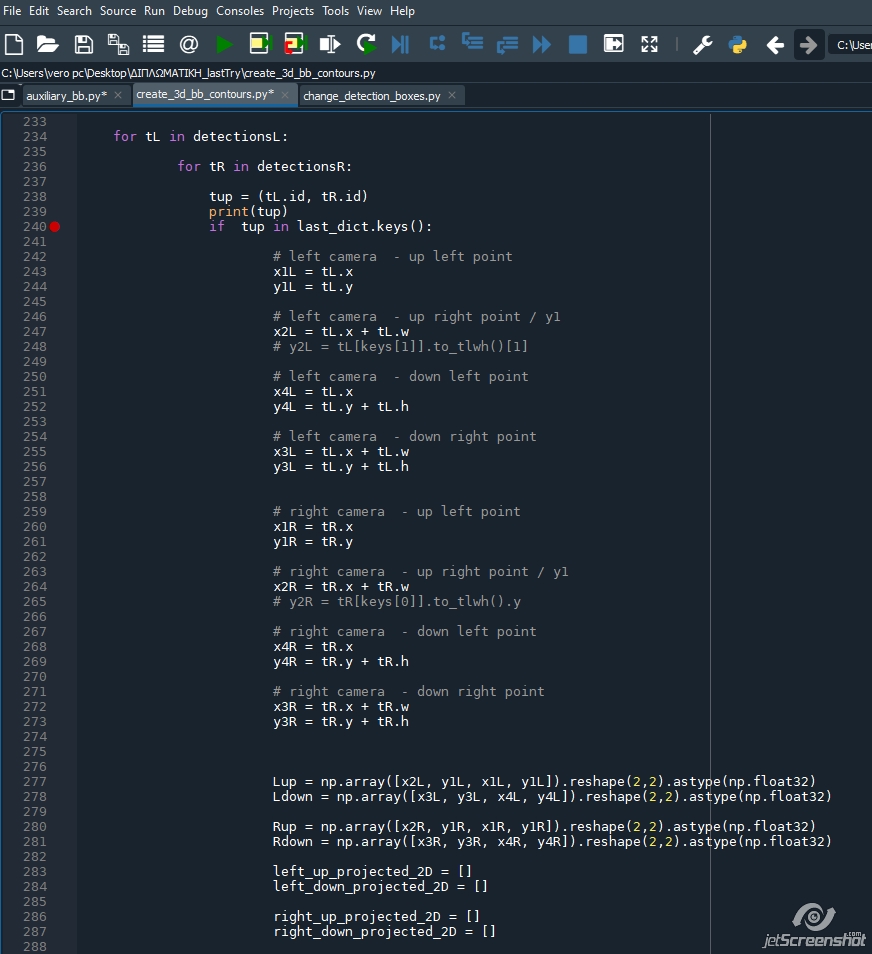 File Edit Search Source Run Debug Consoles Projects Tools View Help
C:\User
C:\Users\vero pc\Desktop\ΔΙΠΛΩΜΑΤΙΚΗ_lastTry\create_3d_bb_contours.py
auxiliary_bb.py* create_3d_bb_contours.py* change_detection_boxes.py
233
234 for tL in detectionsL:
235
236 for tR in detectionsR:
237
238 tup = (tL.id, tR.id)
239 print(tup)
240 if  tup in last_dict.keys():
241
242 # left camera  - up left point
243 x1L = tL.x
244 y1L = tL.y
245
246 # left camera  - up right point / y1
247 x2L = tL.x + tL.w
248 # y2L = tL[keys[1]].to_tlwh()[1]
249
250 # left camera  - down left point
251 x4L = tL.x
252 y4L = tL.y + tL.h
253
254 # left camera  - down right point
255 x3L = tL.x + tL.w
256 y3L = tL.y + tL.h
257
258
259 # right camera  - up left point
260 x1R = tR.x
261 y1R = tR.y
262
263 # right camera  - up right point / y1
264 x2R = tR.x + tR.w
265 # y2R = tR[keys[0]].to_tlwh().y
266
267 # right camera  - down left point
268 x4R = tR.x
269 y4R = tR.y + tR.h
270
271 # right camera  - down right point
272 x3R = tR.x + tR.w
273 y3R = tR.y + tR.h
274
275
276
277 Lup = np.array([x2L, y1L, x1L, y1L]).reshape(2,2).astype(np.float32)
278 Ldown = np.array([x3L, y3L, x4L, y4L]).reshape(2,2).astype(np.float32)
279
280 Rup = np.array([x2R, y1R, x1R, y1R]).reshape(2,2).astype(np.float32)
281 Rdown = np.array([x3R, y3R, x4R, y4R]).reshape(2,2).astype(np.float32)
282
283 left_up_projected_2D = []
284 left_down_projected_2D = []
285
286 right_up_projected_2D = []
287 right_down_projected_2D = []
288
jetScreenshot.com